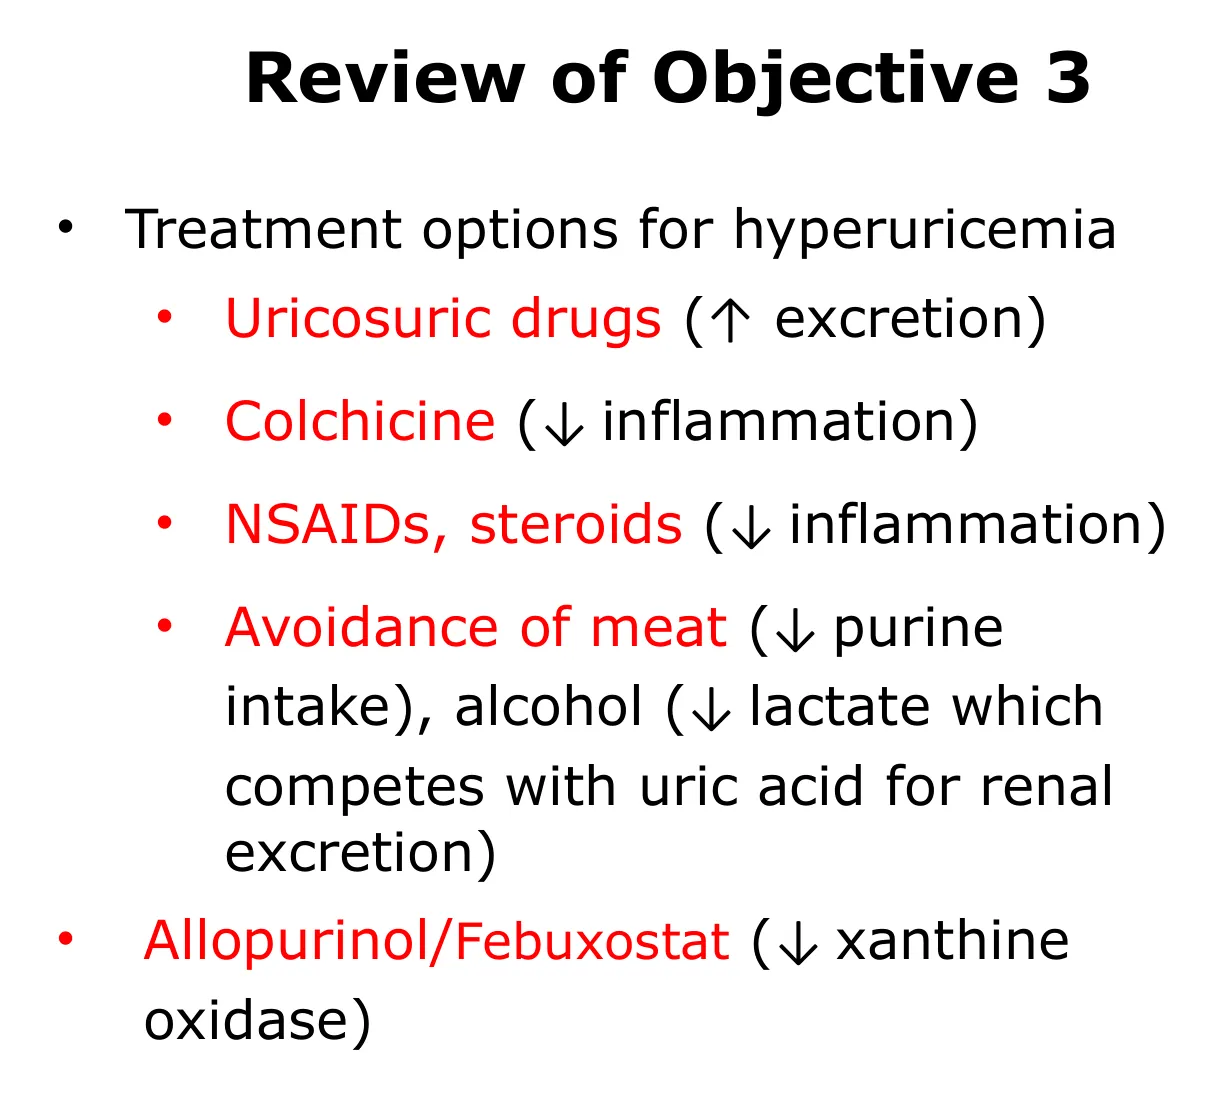 Review of Objective 3
• Treatment options for hyperuricemia
• Uricosuric drugs (↑ excretion)
• Colchicine (↓ inflammation)
• NSAIDs, steroids (↓ inflammation)
• Avoidance of meat (↓ purine
intake), alcohol (↓ lactate which
competes with uric acid for renal
excretion)
• Allopurinol/Febuxostat (↓ xanthine
oxidase)